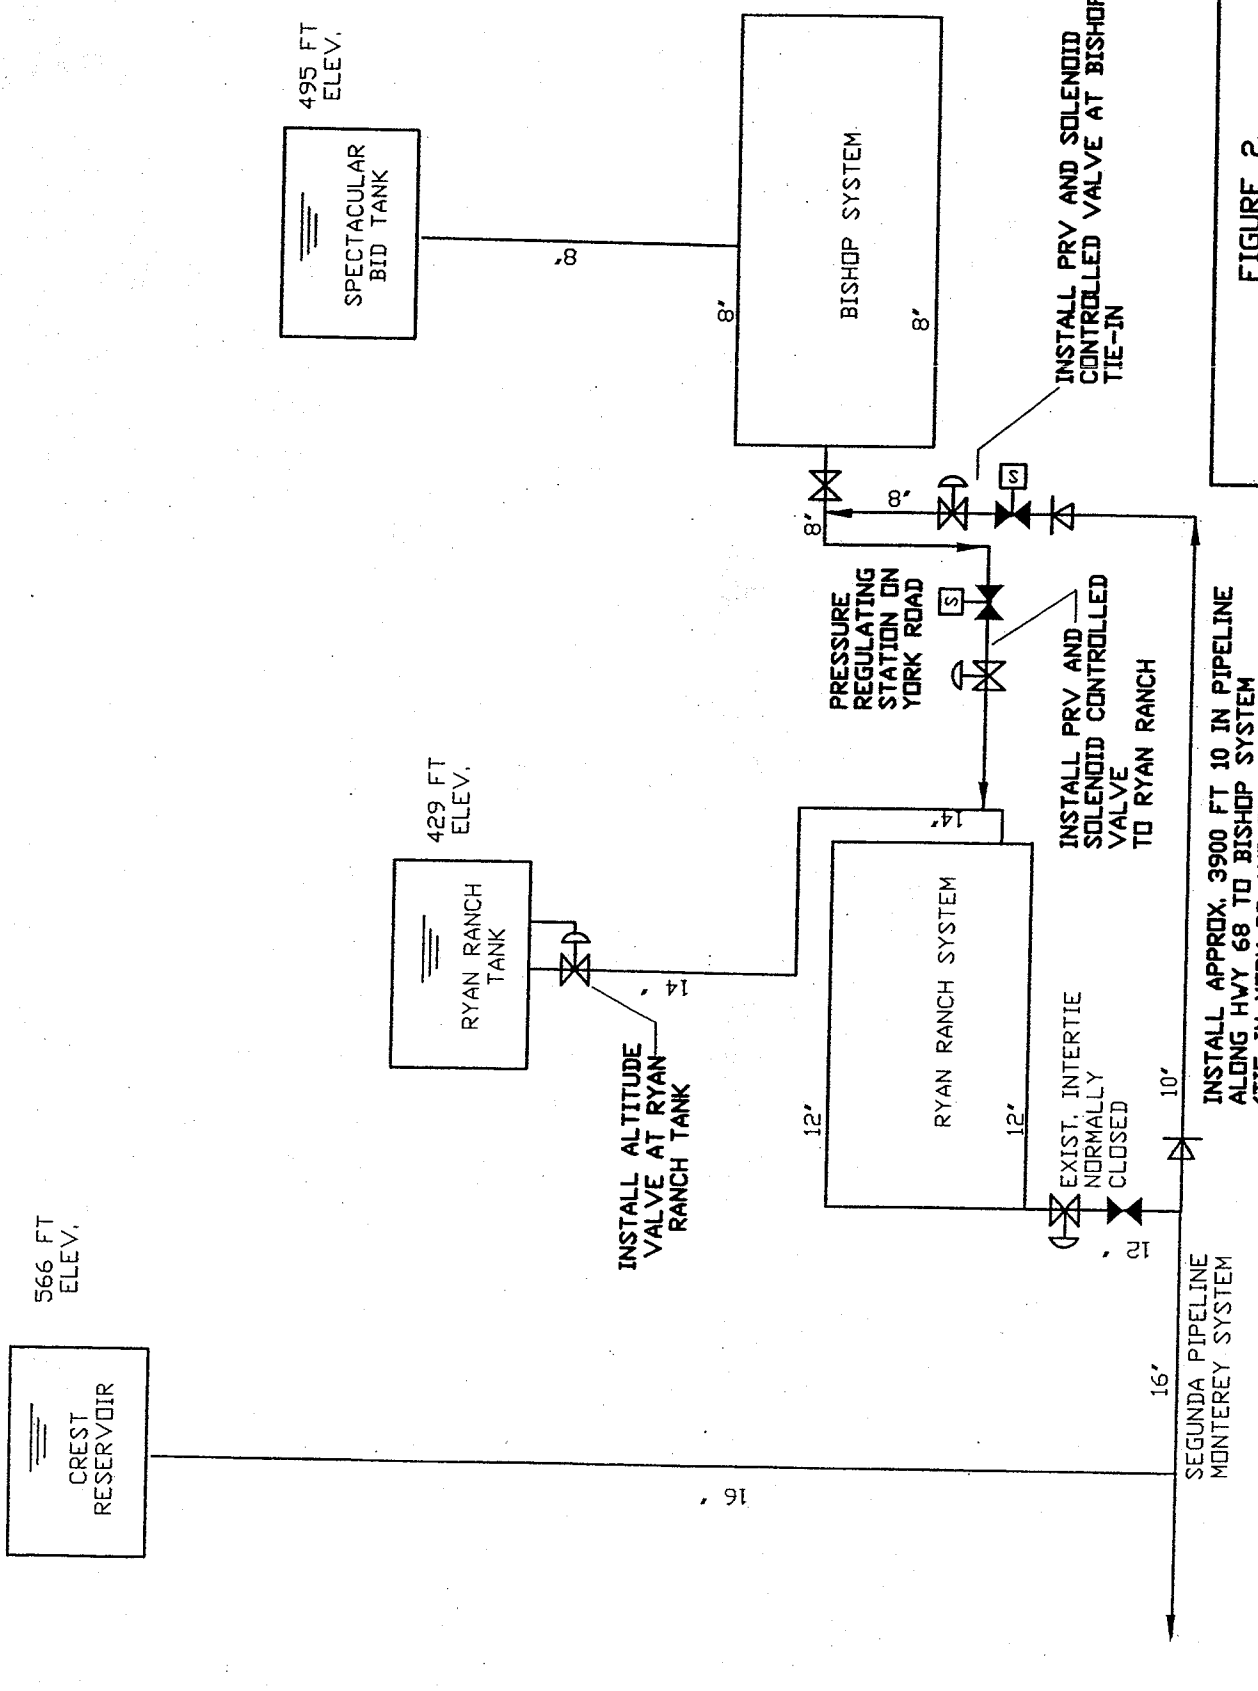 566 FT
ELEV.
CREST
RESERVOIR
16'
429 FT
ELEV.
RYAN RANCH
TANK
14'
INSTALL ALTITUDE
VALVE AT RYAN
RANCH TANK
495 FT
ELEV.
SPECTACULAR
BID TANK
8'
8'
BISHOP SYSTEM
8'
8'
8'
S
S
INSTALL PRV AND SOLENOID
CONTROLLED VALVE AT BISHOP
TIE-IN
PRESSURE
REGULATING
STATION ON
YORK ROAD
INSTALL PRV AND
SOLENOID CONTROLLED
VALVE
TO RYAN RANCH
14'
12'
RYAN RANCH SYSTEM
12'
EXIST. INTERTIE
NORMALLY
CLOSED
12'
10'
16'
SEGUNDA PIPELINE
MONTEREY SYSTEM
INSTALL APPROX. 3900 FT 10 IN PIPELINE
ALONG HWY 68 TO BISHOP SYSTEM
FIGURE 2